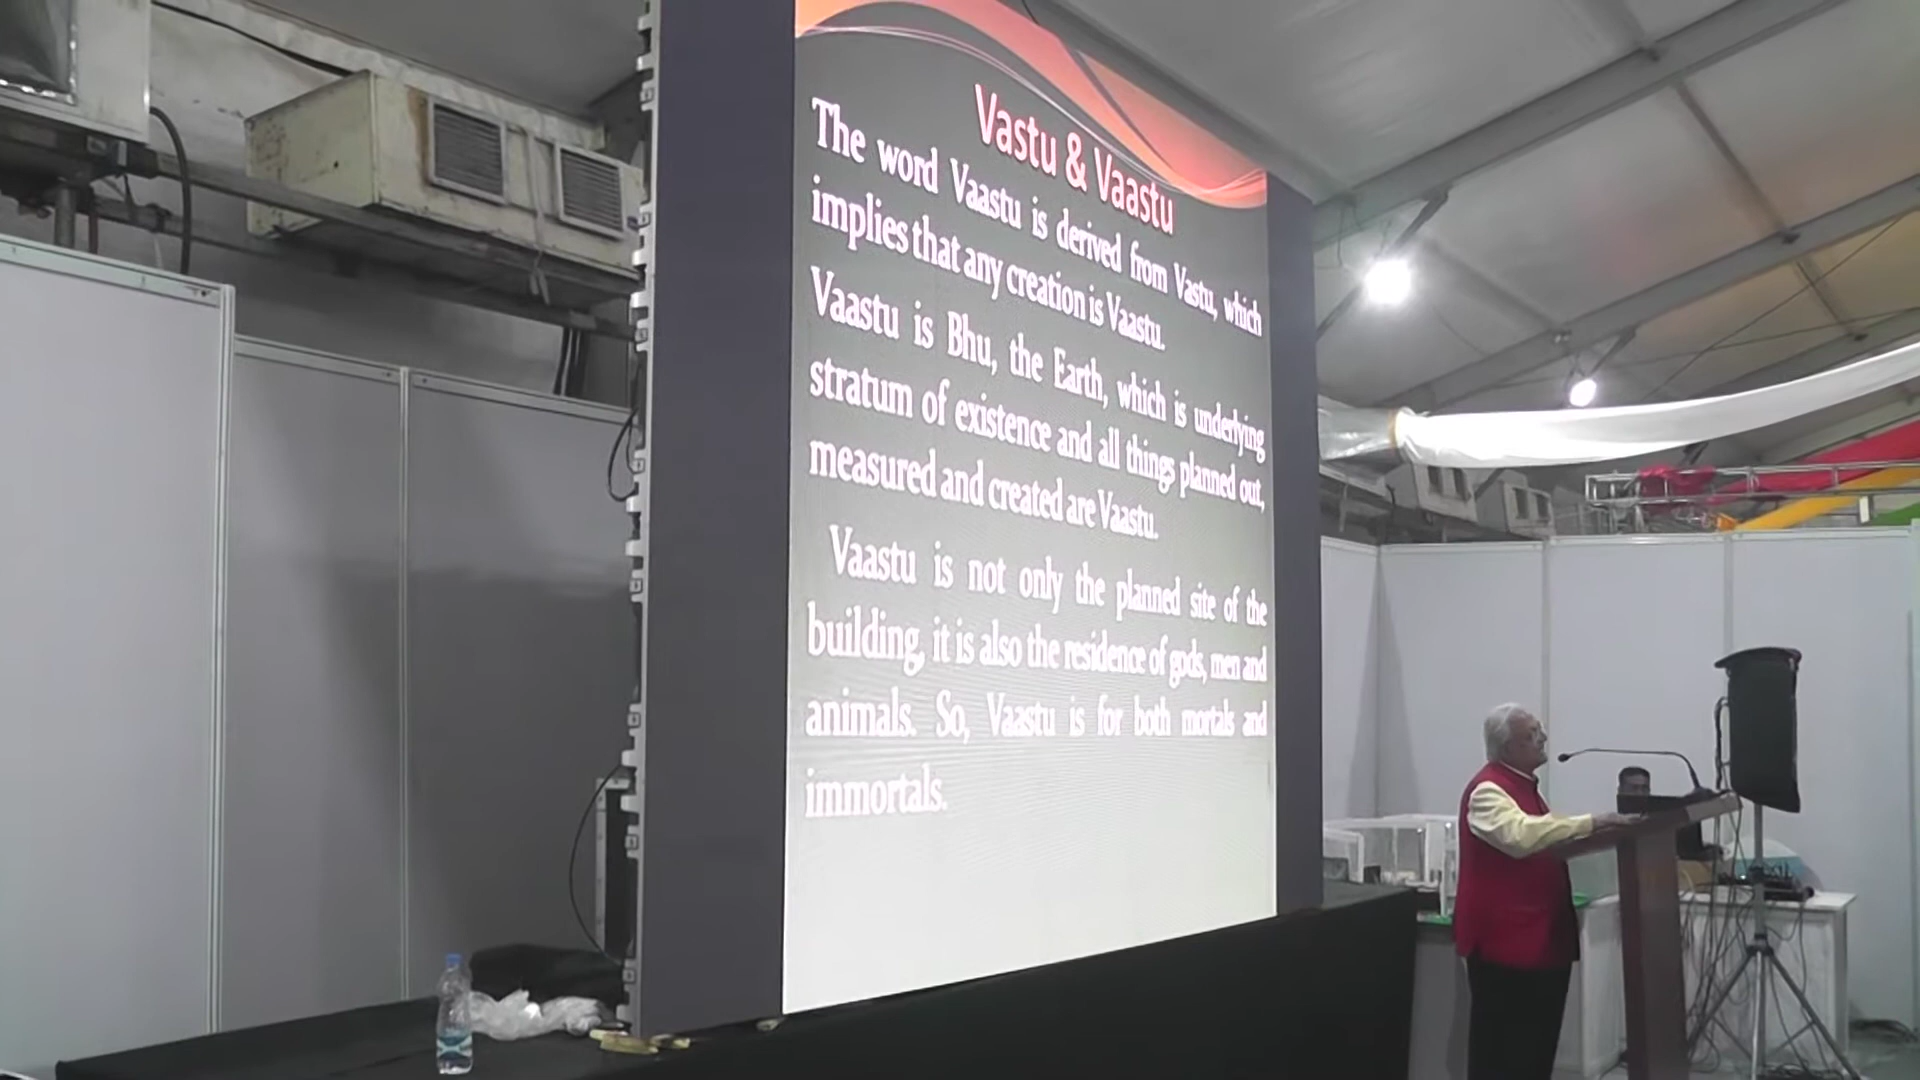 Vastu & Vaastu
The word Vaastu is derived from Vastu, which
implies that any creation is Vaastu.
Vaastu is Bhu, the Earth, which is underlying
stratum of existence and all things planned out,
measured and created are Vaastu.
Vaastu is not only the planned site of the
building, it is also the residence of gods, men and
animals. So, Vaastu is for both mortals and
immortals.